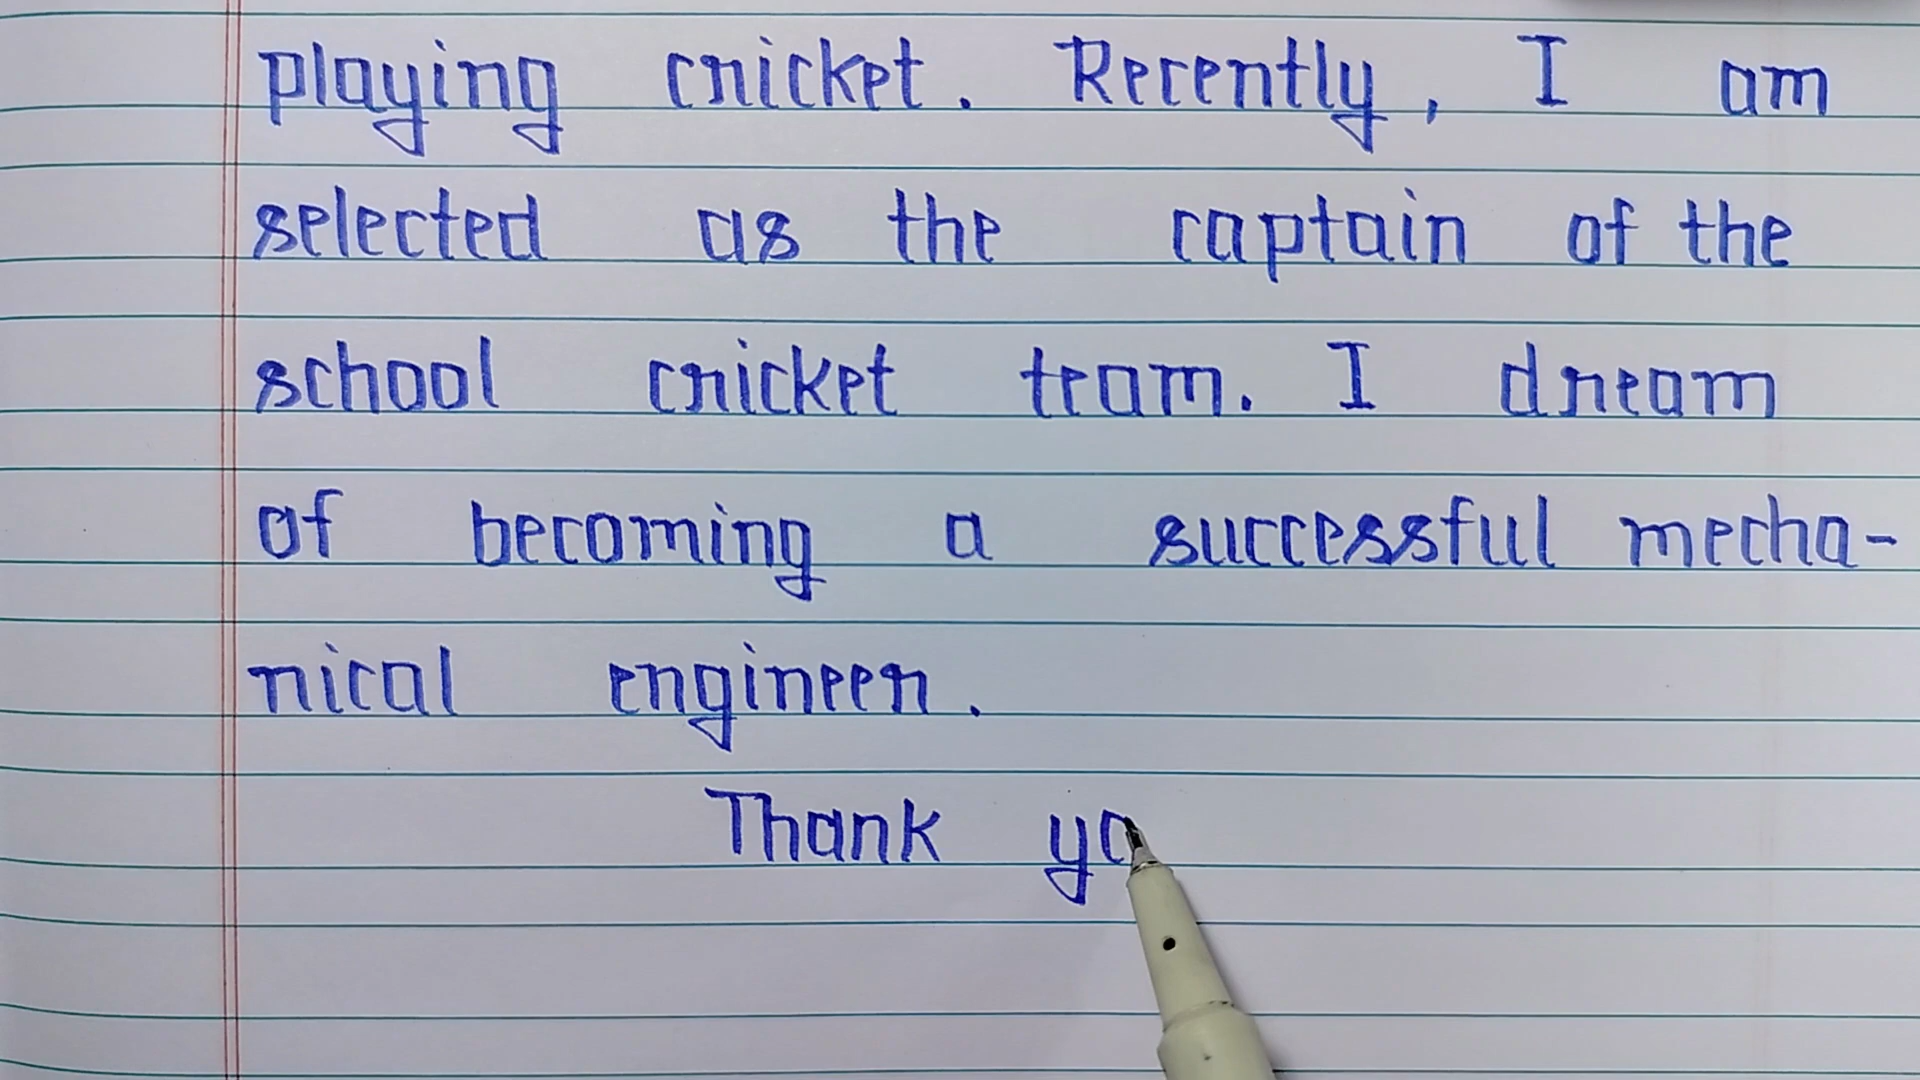 playing cricket. Recently, I am
selected as the captain of the
school cricket team. I dream
of becoming a successful mecha-
nical engineer.
Thank yo